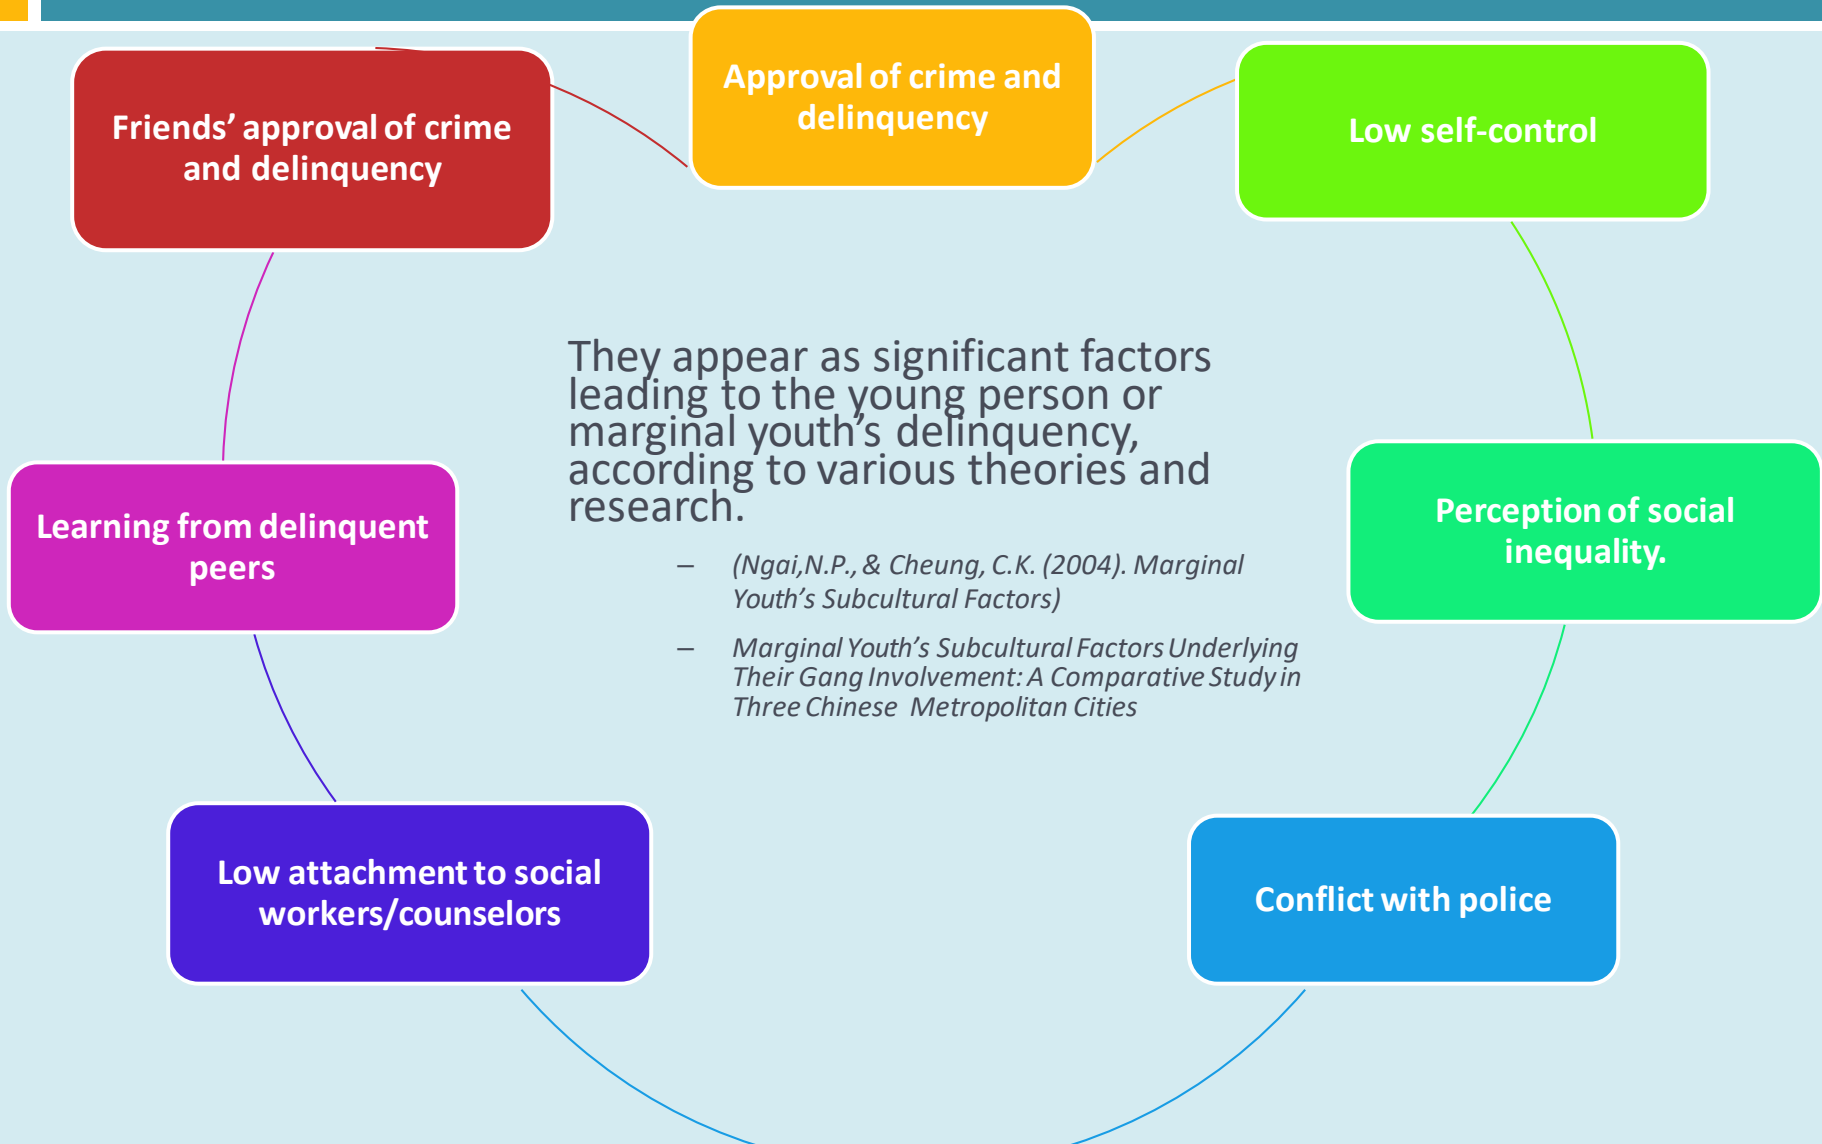 Approval of crime and
delinquency
Friends’ approval of crime
and delinquency
Low self-control
They appear as significant factors
leading to the young person or
marginal youth’s delinquency,
according to various theories and
research.
– (Ngai,N.P., & Cheung, C.K. (2004). Marginal
Youth’s Subcultural Factors)
– Marginal Youth’s Subcultural Factors Underlying
Their Gang Involvement: A Comparative Study in
Three Chinese Metropolitan Cities
Learning from delinquent
peers
Perception of social
inequality.
Low attachment to social
workers/counselors
Conflict with police